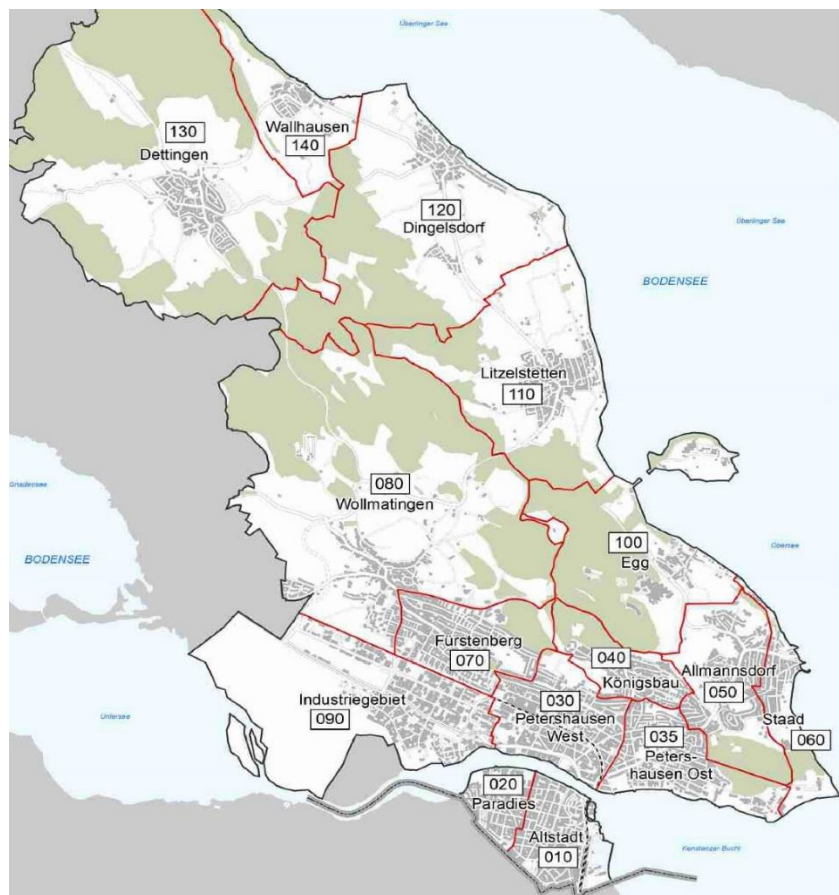 Überlinger See
130
Dettingen
Wallhausen
140
120
Dingelsdorf
Überlinger See
BODENSEE
Litzelstetten
110
080
Wollmatingen
Gnadensee
BODENSEE
100
Egg
Obersee
Fürstenberg
070
040
Königsbau
Allmannsdorf
050
Industriegebiet
090
030
Petershausen
West
Staad
060
035
Peters-
hausen Ost
Untersee
020
Paradies
Altstadt
010
Konstanzer Bucht